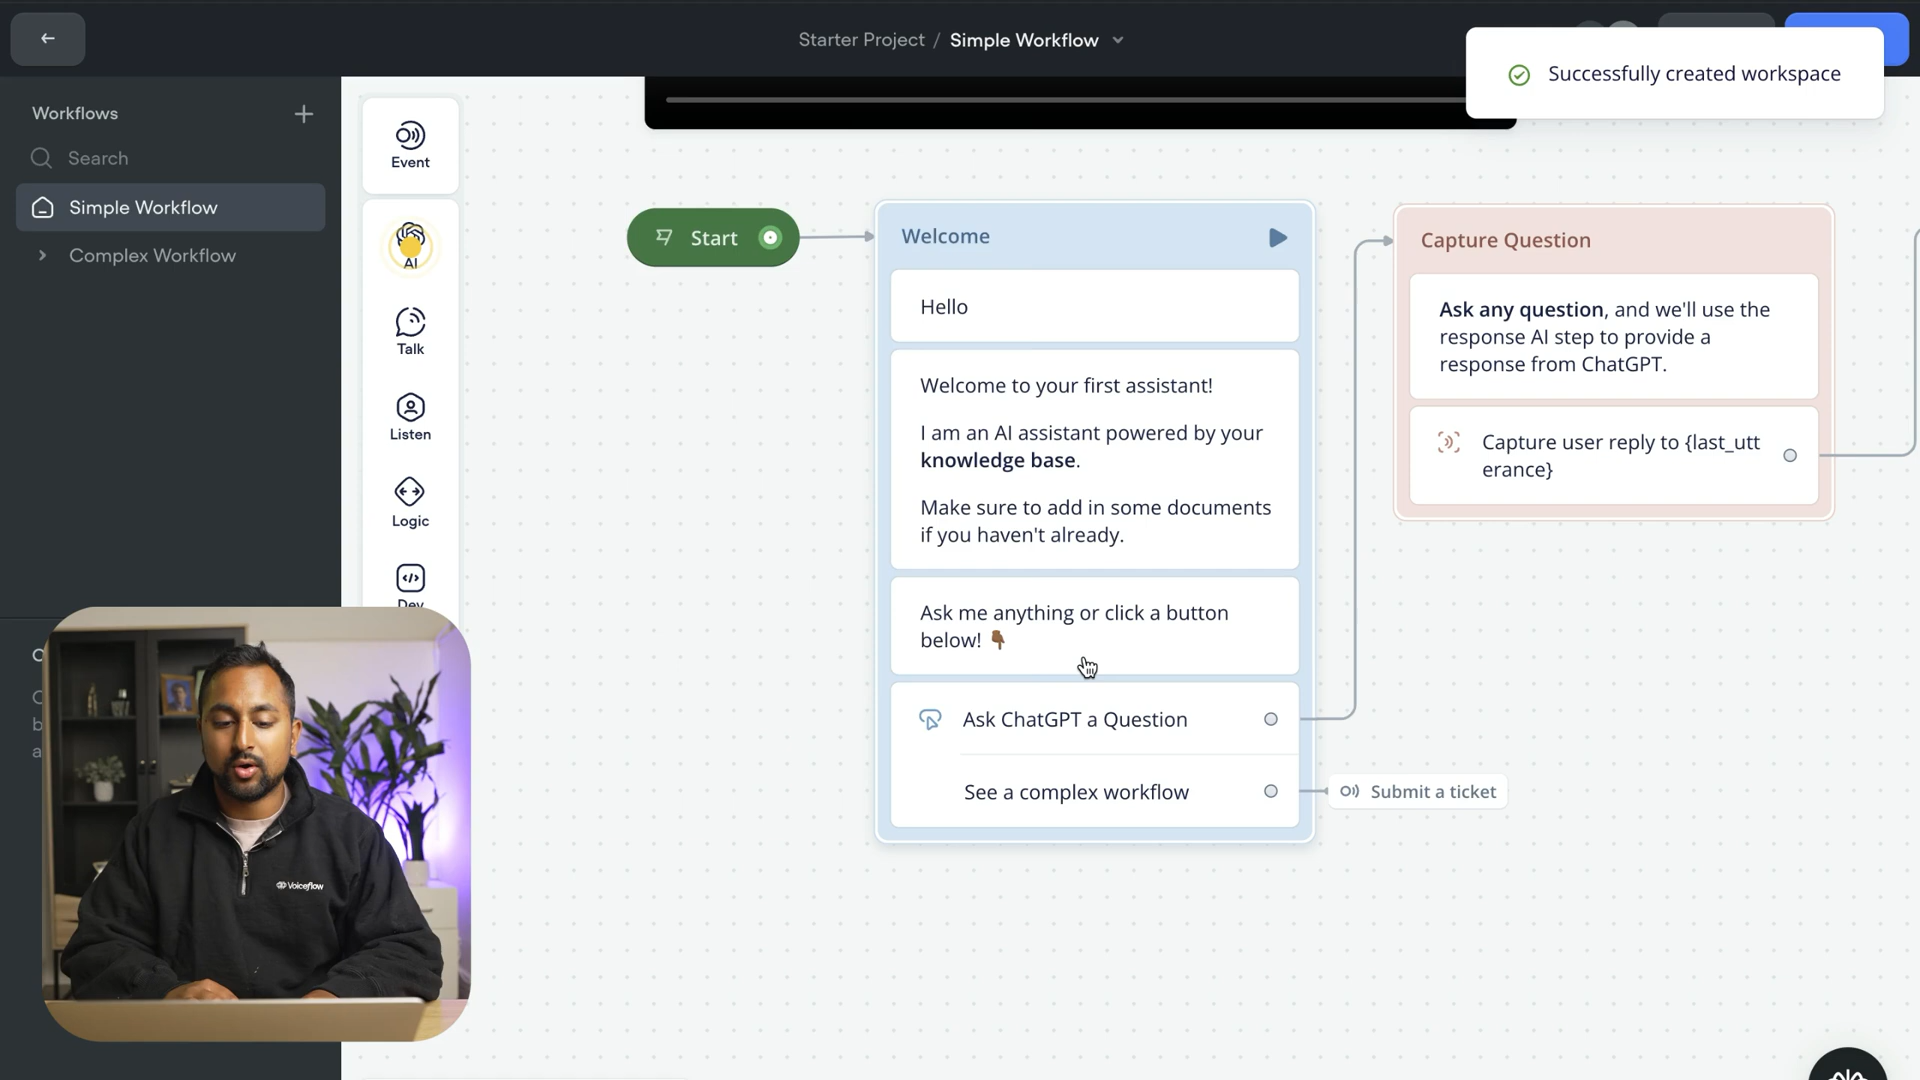 Starter Project / Simple Workflow
Successfully created workspace
Workflows
Search
Simple Workflow
Complex Workflow
Event
AI
Talk
Listen
Logic
Dev
Start
Welcome
Hello
Welcome to your first assistant!
I am an AI assistant powered by your
knowledge base.
Make sure to add in some documents
if you haven't already.
Ask me anything or click a button
below! 👇🏾
Ask ChatGPT a Question
See a complex workflow
Submit a ticket
Capture Question
Ask any question, and we'll use the
response AI step to provide a
response from ChatGPT.
Capture user reply to {last_utt
erance}
Voiceflow